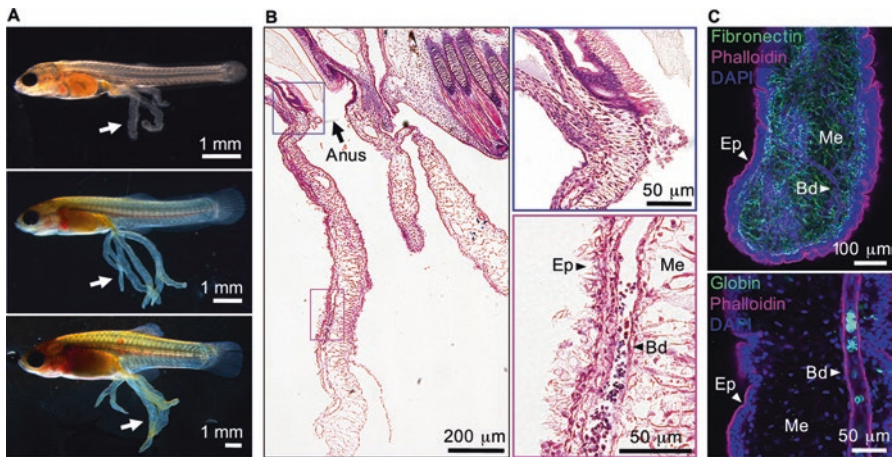 A
1 mm
1 mm
1 mm
B
Anus
200 μm
50 μm
Ep
Me
Bd
50 μm
C
Fibronectin
Phalloidin
DAPI
Me
Ep
Bd
100 μm
Globin
Phalloidin
DAPI
Bd
Ep
Me
50 μm